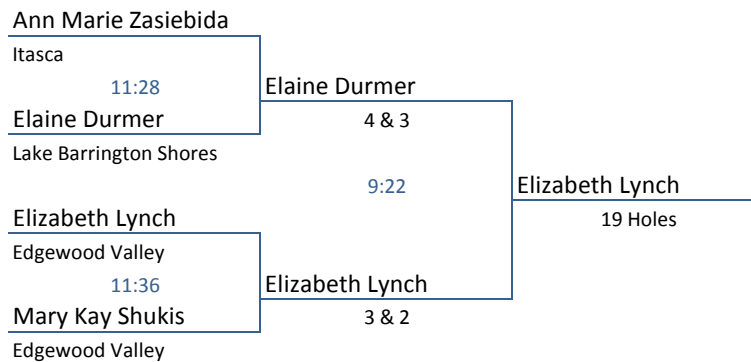 Ann Marie Zasiebida
Itasca
11:28
Elaine Durmer
Elaine Durmer
4 & 3
Lake Barrington Shores
9:22
Elizabeth Lynch
19 Holes
Elizabeth Lynch
Edgewood Valley
11:36
Elizabeth Lynch
3 & 2
Mary Kay Shukis
Edgewood Valley